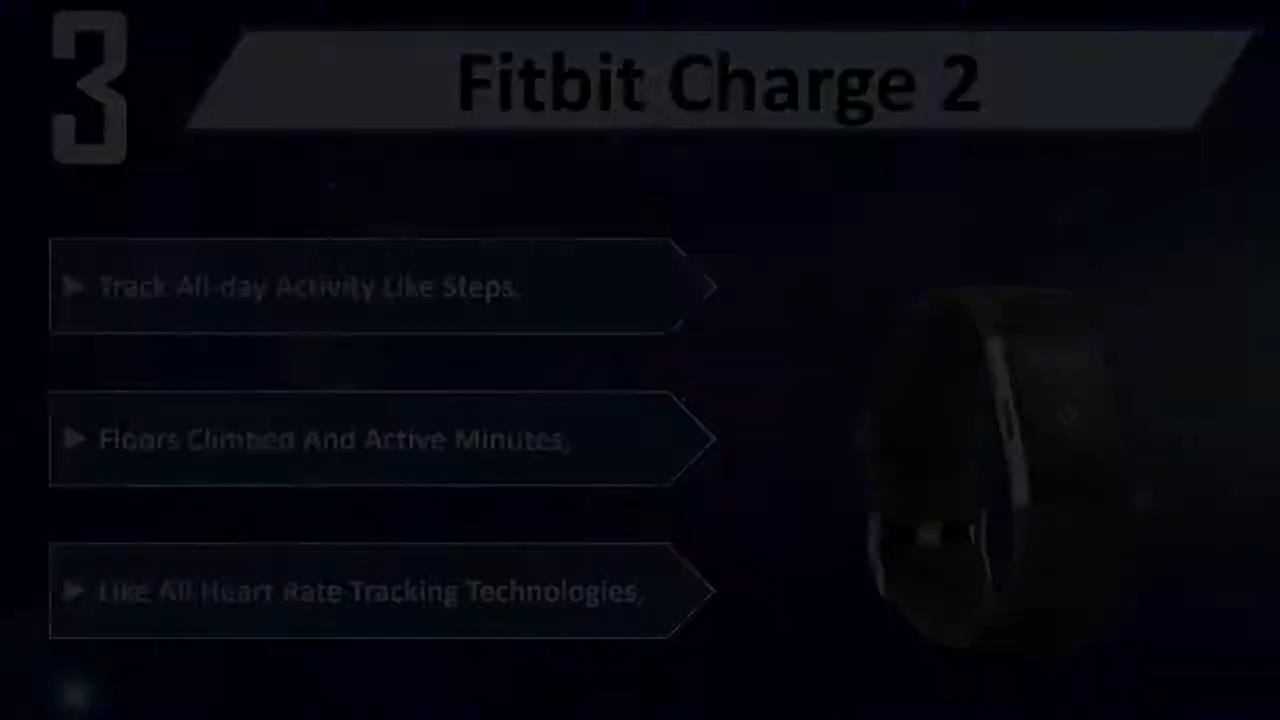 3
Fitbit Charge 2
► Track All-day Activity Like Steps,
► Floors Climbed And Active Minutes,
► Like All Heart Rate Tracking Technologies,